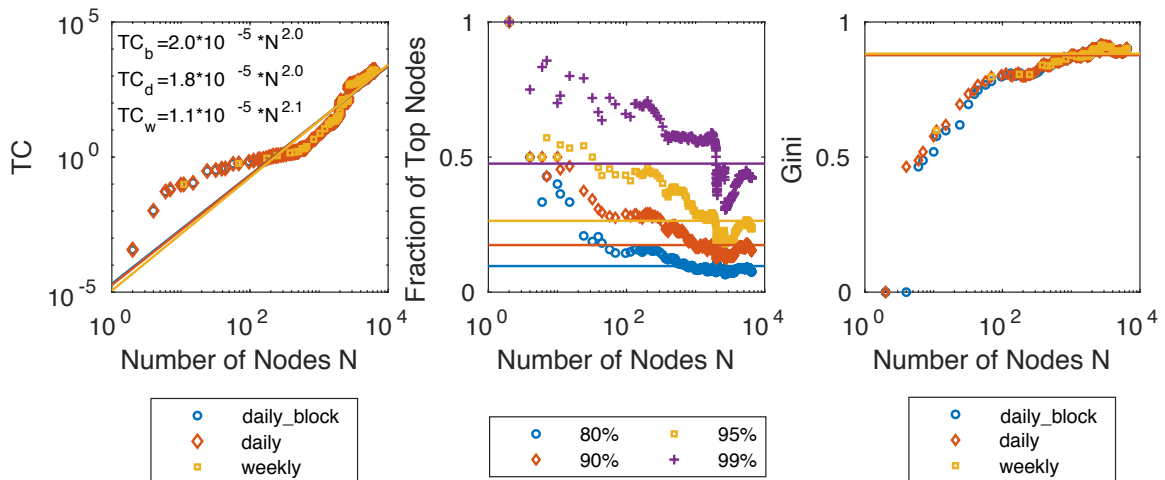 10^5
10^0
10^-5
TC
TC_b=2.0*10^-5*N^2.0
TC_d=1.8*10^-5*N^2.0
TC_w=1.1*10^-5*N^2.1
10^0 10^2 10^4
Number of Nodes N
daily_block
daily
weekly
1
0.5
0
Fraction of Top Nodes
10^0 10^2 10^4
Number of Nodes N
80% 95%
90% 99%
1
0.5
0
Gini
10^0 10^2 10^4
Number of Nodes N
daily_block
daily
weekly